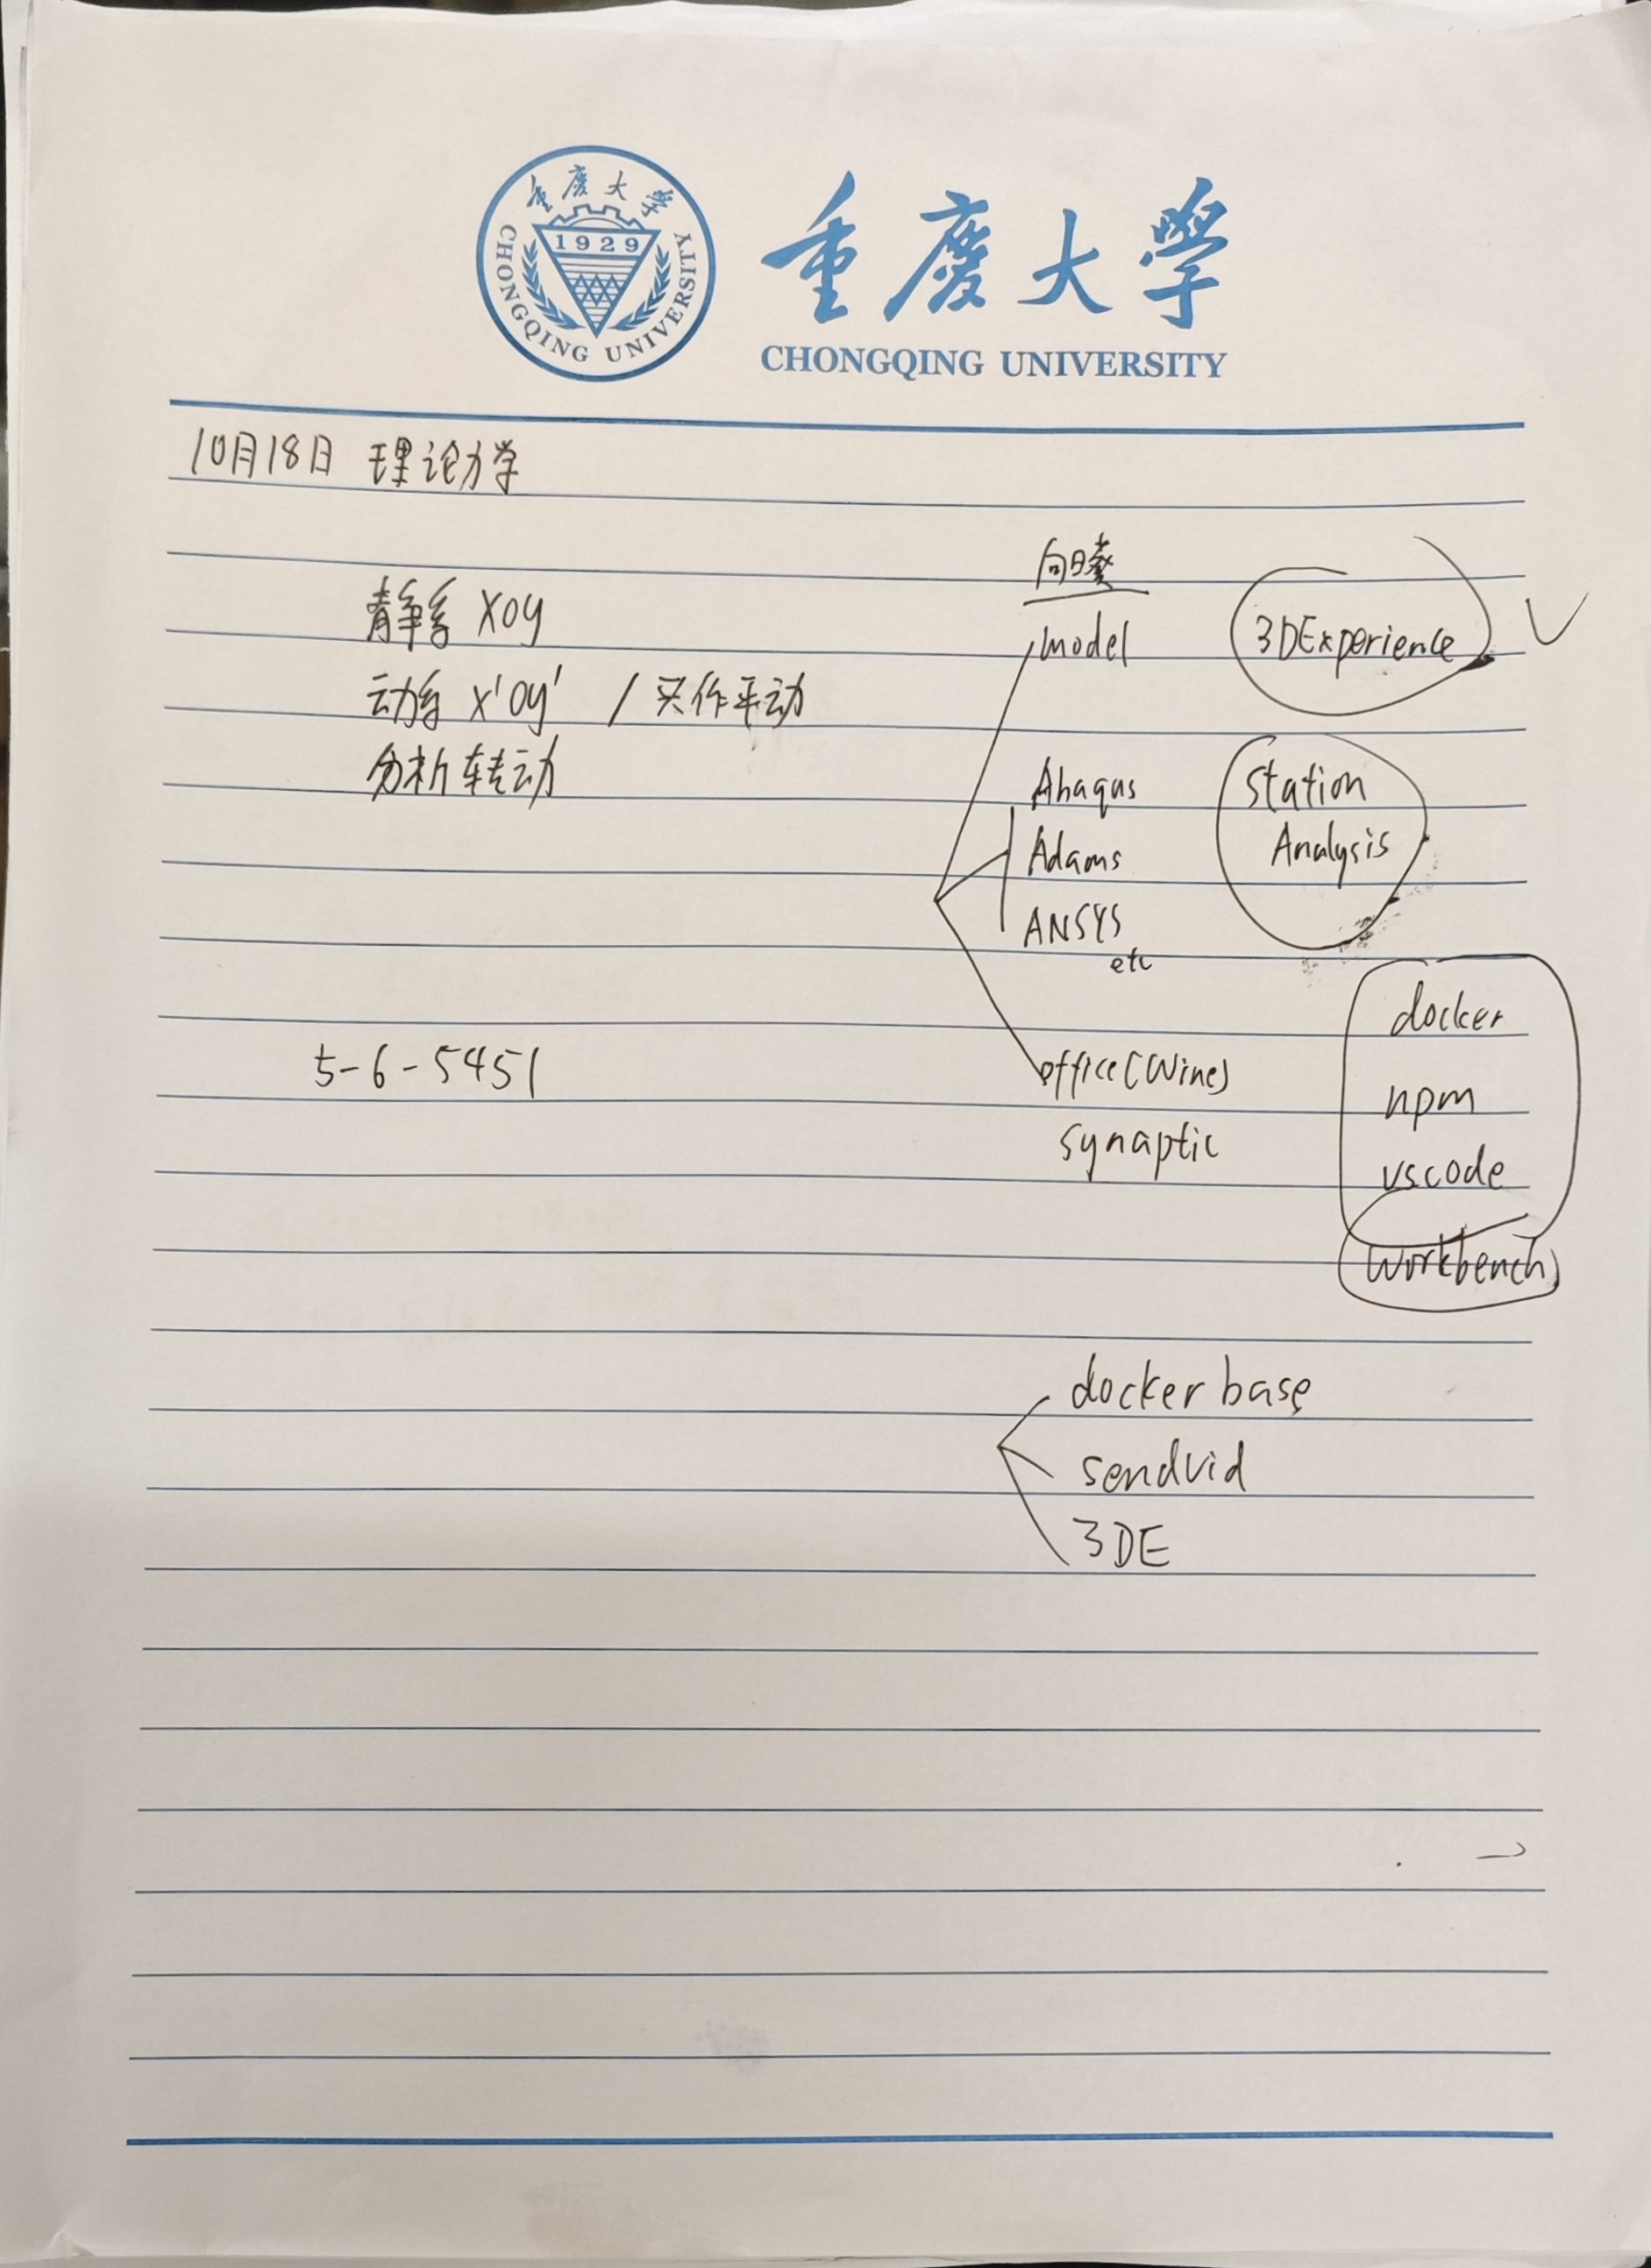 重慶大學
1929
CHONGQING UNIVERSITY
重慶大學
CHONGQING UNIVERSITY
10月18日 理论力学
向日葵
静系 xoy
model
3DExperience
动系 x'oy' / 只作平动
分析转动
Abaqus
Station
Adams
Analysis
ANSYS
etc
docker
5-6-5451
office(Wine)
npm
synaptic
vscode
Workbench
docker base
sendvid
3DE